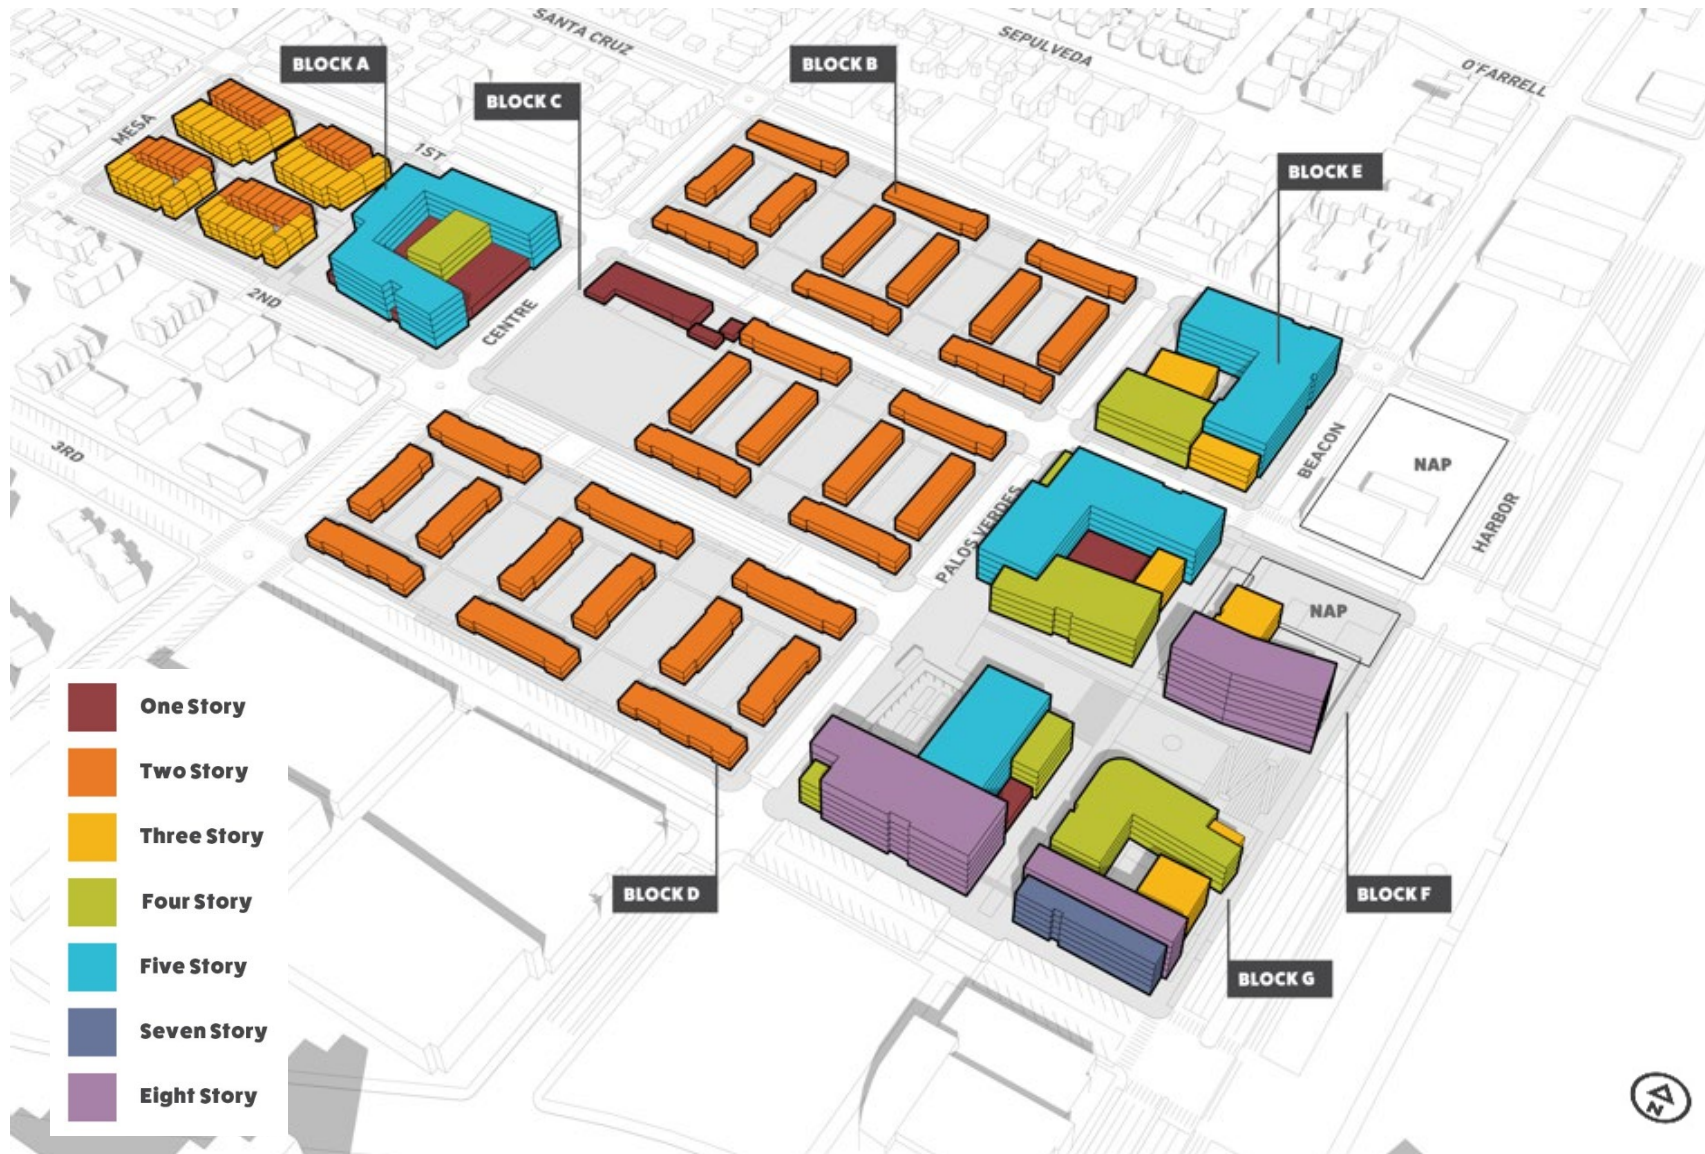 SANTA CRUZ
SEPULVEDA
O'FARRELL
BLOCK A
BLOCK B
BLOCK C
MESA
1ST
BLOCK E
2ND
CENTRE
3RD
BEACON
NAP
HARBOR
PALOS VERDES
NAP
One Story
Two Story
Three Story
Four Story
Five Story
Seven Story
Eight Story
BLOCK D
BLOCK F
BLOCK G
N